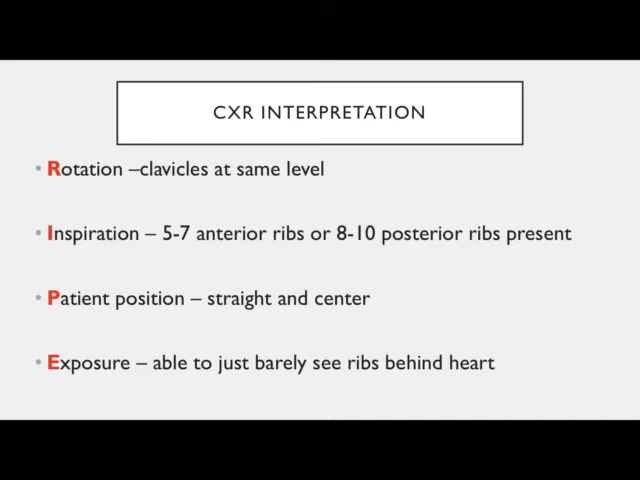 CXR INTERPRETATION
• Rotation –clavicles at same level
• Inspiration – 5-7 anterior ribs or 8-10 posterior ribs present
• Patient position – straight and center
• Exposure – able to just barely see ribs behind heart